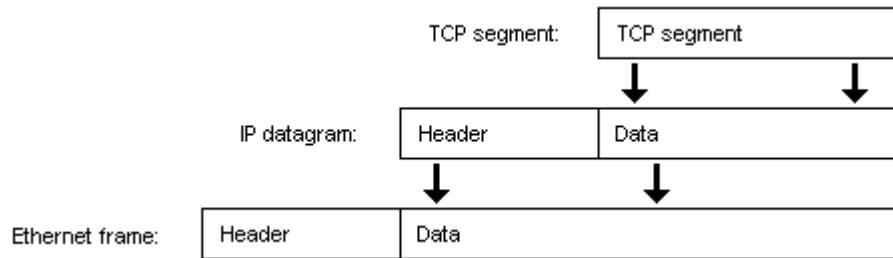 TCP segment: TCP segment
IP datagram: Header Data
Ethernet frame: Header Data